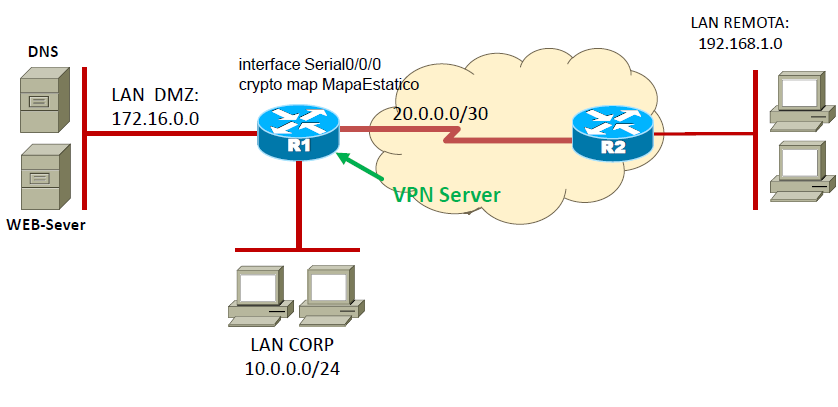 DNS
LAN DMZ:
172.16.0.0
WEB-Sever
interface Serial0/0/0
crypto map MapaEstatico
R1
20.0.0.0/30
VPN Server
R2
LAN REMOTA:
192.168.1.0
LAN CORP
10.0.0.0/24